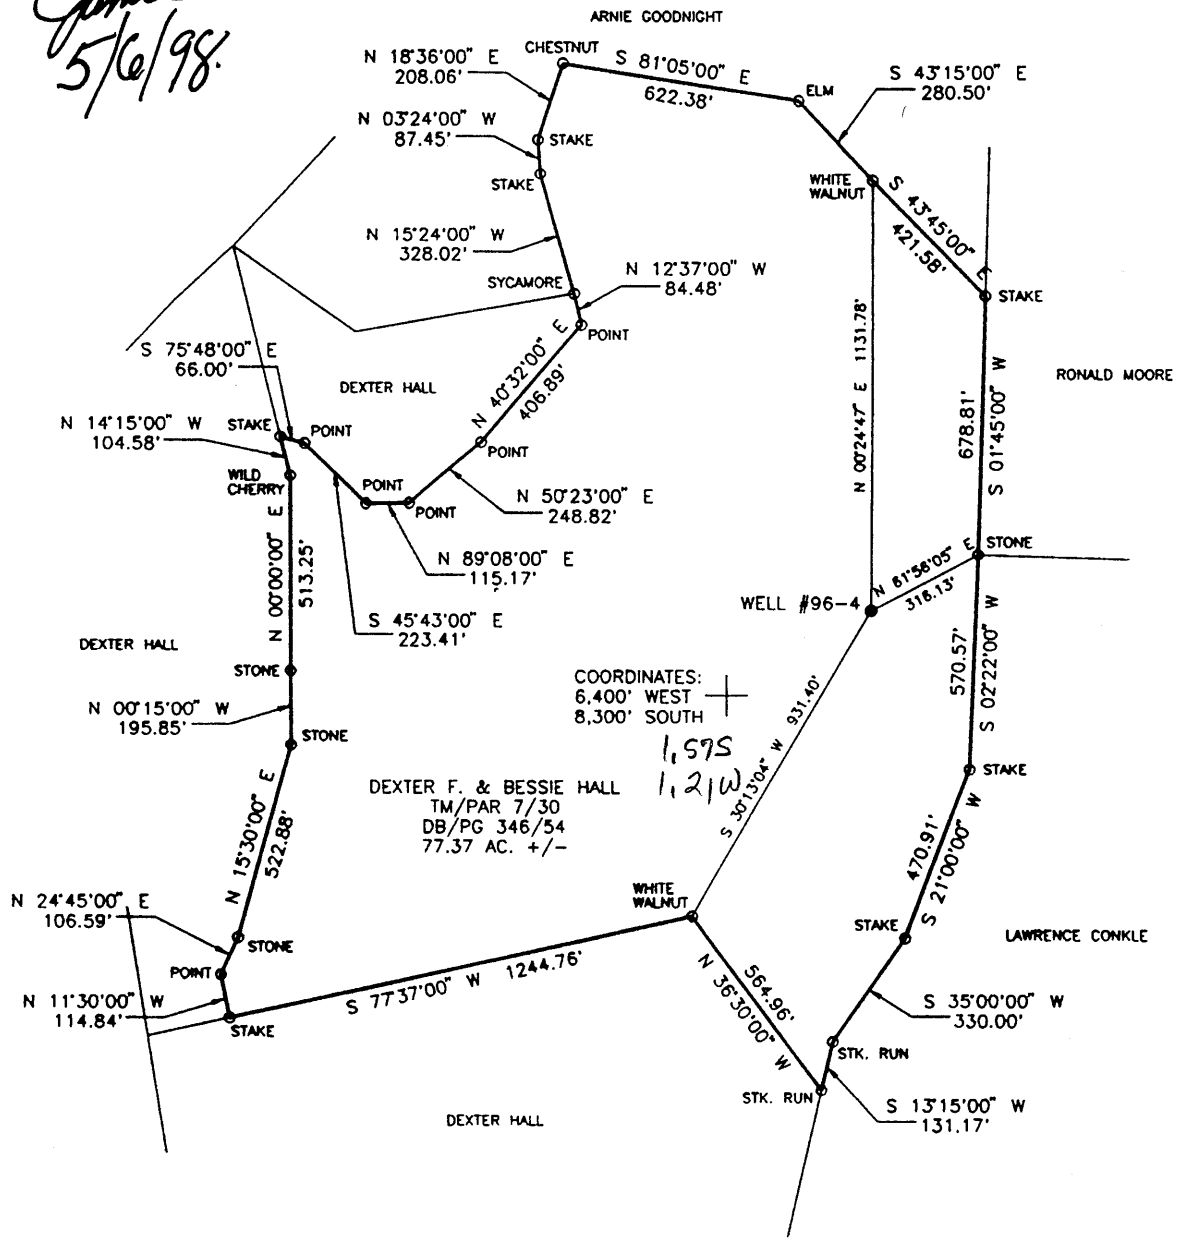 5/6/98.
ARNIE GOODNIGHT
CHESTNUT
N 18°36'00" E
208.06'
S 81°05'00" E
622.38'
ELM
S 43°15'00" E
280.50'
N 03°24'00" W
87.45'
STAKE
STAKE
WHITE
WALNUT
S 43°45'00" E
421.58'
N 15°24'00" W
328.02'
SYCAMORE
N 12°37'00" W
84.48'
STAKE
POINT
S 75°48'00" E
66.00'
DEXTER HALL
N 40°32'00" E
406.89'
N 00°24'47" E 1131.78'
678.81'
S 01°45'00" W
RONALD MOORE
N 14°15'00" W
104.58'
STAKE
POINT
POINT
WILD
CHERRY
POINT
POINT
N 50°23'00" E
248.82'
N 89°08'00" E
115.17'
N 00°00'00" E
513.25'
S 45°43'00" E
223.41'
STONE
N 61°56'05" E
316.13'
WELL #96-4
DEXTER HALL
STONE
570.57'
S 02°22'00" W
COORDINATES:
6,400' WEST
8,300' SOUTH
1,57S
1,21W
S 30°13'04" W 931.40'
N 00°15'00" W
195.85'
STONE
STAKE
DEXTER F. & BESSIE HALL
TM/PAR 7/30
DB/PG 346/54
77.37 AC. +/-
N 15°30'00" E
522.88'
470.91'
S 21°00'00" W
N 24°45'00" E
106.59'
WHITE
WALNUT
STAKE
LAWRENCE CONKLE
STONE
POINT
S 77°37'00" W 1244.76'
N 11°30'00" W
114.84'
STAKE
564.96'
N 36°30'00" W
S 35°00'00" W
330.00'
STK. RUN
STK. RUN
S 13°15'00" W
131.17'
DEXTER HALL